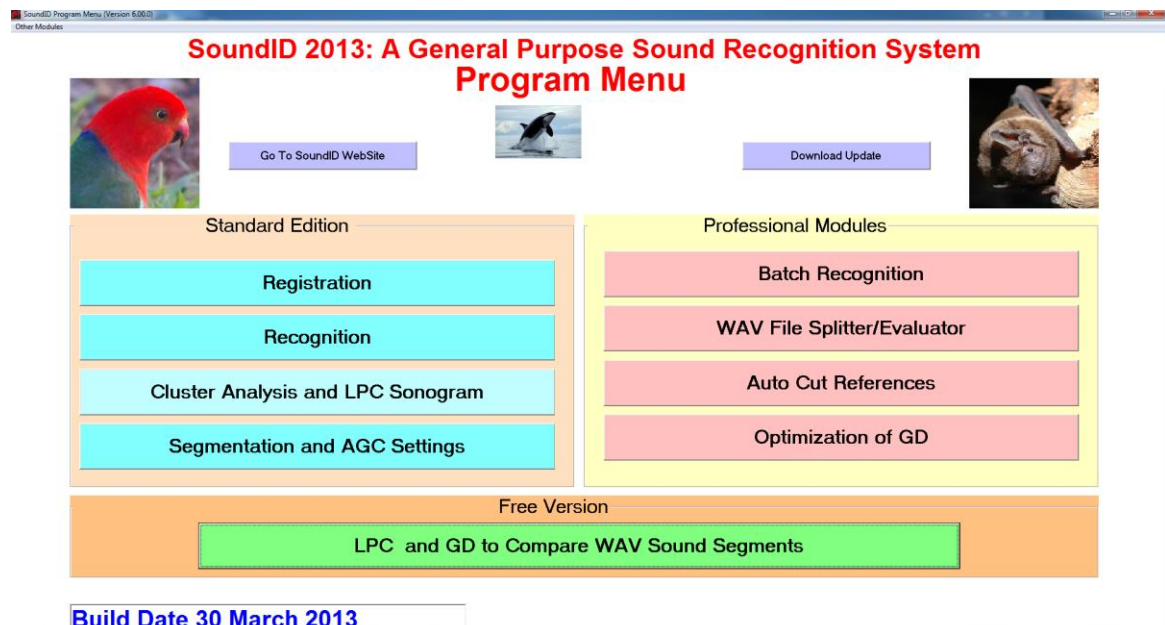 SoundID Program Menu (Version 6.00.0)
Other Modules
SoundID 2013: A General Purpose Sound Recognition System
Program Menu
Go To SoundID WebSite
Download Update
Standard Edition
Registration
Recognition
Cluster Analysis and LPC Sonogram
Segmentation and AGC Settings
Professional Modules
Batch Recognition
WAV File Splitter/Evaluator
Auto Cut References
Optimization of GD
Free Version
LPC and GD to Compare WAV Sound Segments
Build Date 30 March 2013